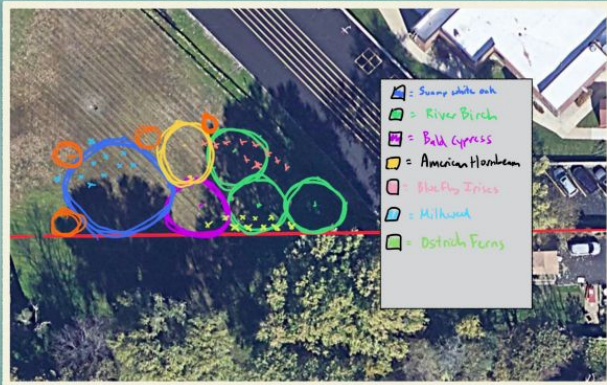 = Swamp white oak
= River Birch
= Bald Cypress
= American Hornbeam
= Blue Flag Irises
= Milkweed
= Ostrich Ferns